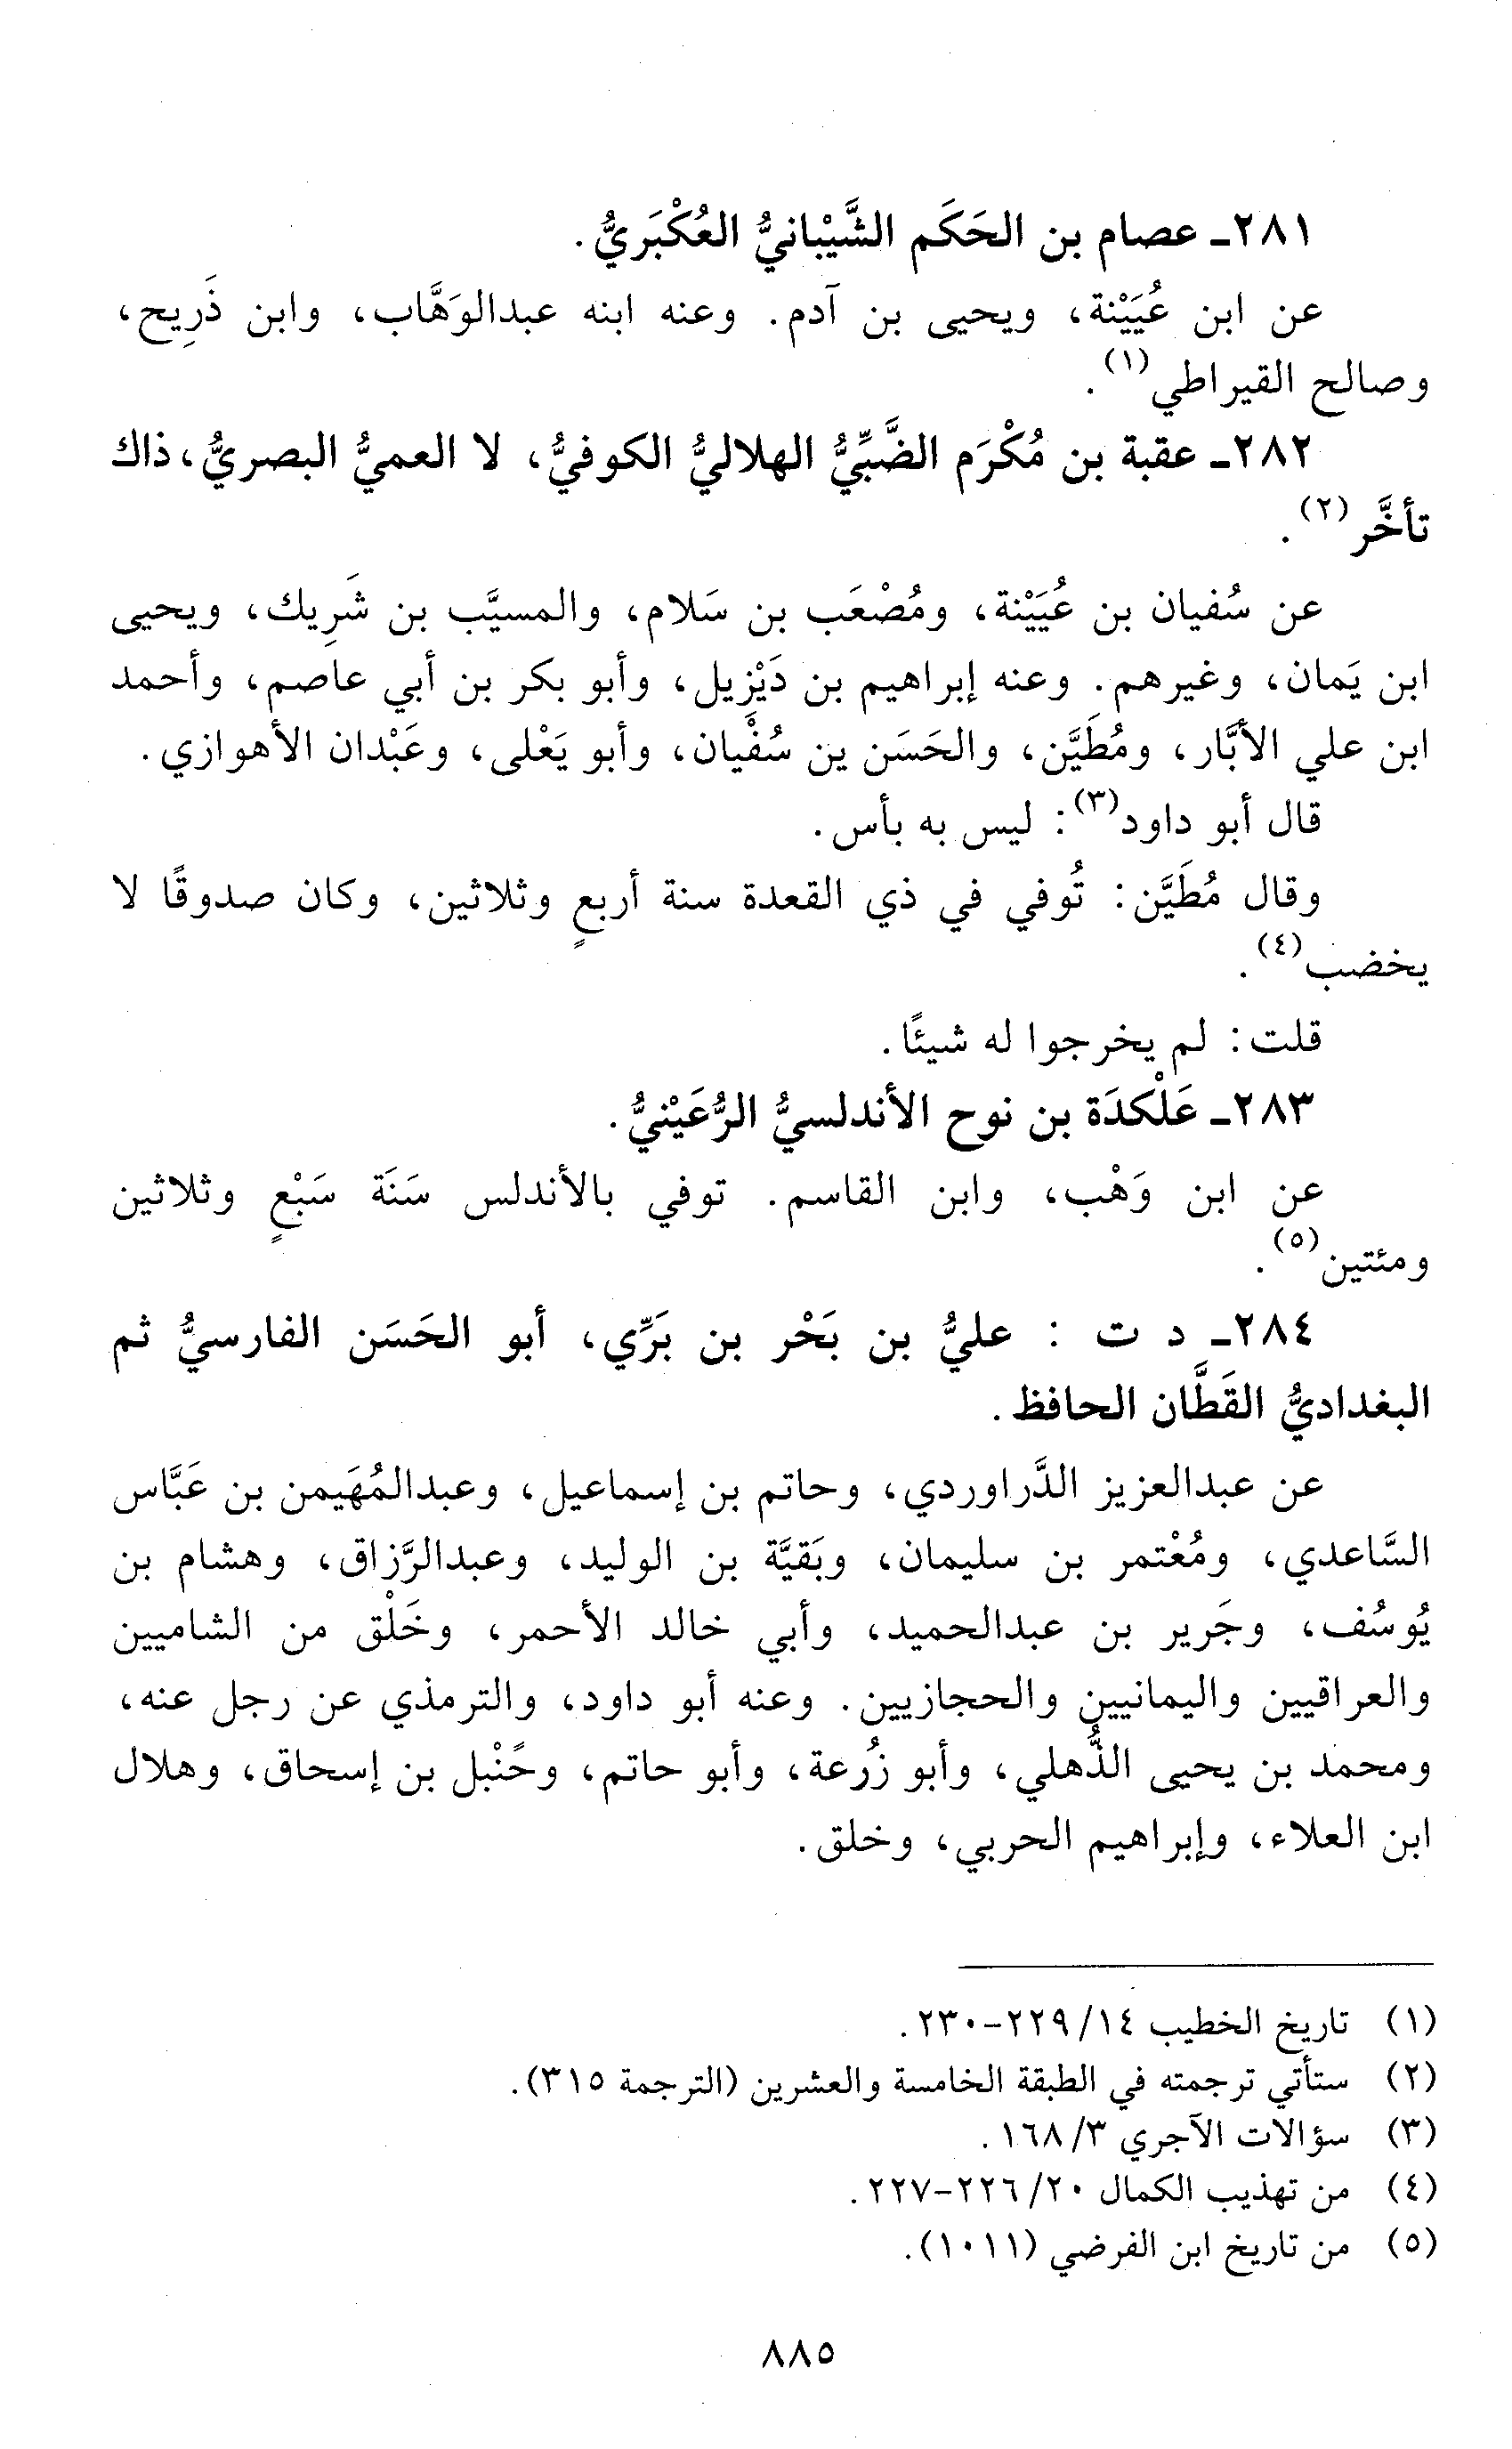 ٢٨١ـ عصام بن الحَكَم الشَّيْبانيُّ العُكْبَريُّ.
عن ابن عُيَيْنة، ويحيى بن آدم. وعنه ابنه عبدالوَهَّاب، وابن ذَرِيح،
وصالح القيراطي(١).
٢٨٢ـ عقبة بن مُكْرَم الضَّبِّيُّ الهلاليُّ الكوفيُّ، لا العميُّ البصريُّ، ذاك
تأخَّر(٢).
عن سُفيان بن عُيَيْنة، ومُصْعَب بن سَلام، والمسيَّب بن شَرِيك، ويحيى
ابن يَمان، وغيرهم. وعنه إبراهيم بن دَيْزِيل، وأبو بكر بن أبي عاصم، وأحمد
ابن علي الأبَّار، ومُطَيَّن، والحَسَن ين سُفْيان، وأبو يَعْلى، وعَبْدان الأهوازي.
قال أبو داود(٣): ليس به بأس.
وقال مُطَيَّن: تُوفي في ذي القعدة سنة أربعٍ وثلاثين، وكان صدوقًا لا
يخضب(٤).
قلت: لم يخرجوا له شيئًا.
٢٨٣ـ عَلْكدَة بن نوح الأندلسيُّ الرُّعَيْنيُّ.
عن ابن وَهْب، وابن القاسم. توفي بالأندلس سَنَة سَبْعٍ وثلاثين
ومئتين(٥).
٢٨٤ـ د ت : عليُّ بن بَحْر بن بَرِّي، أبو الحَسَن الفارسيُّ ثم
البغداديُّ القَطَّان الحافظ.
عن عبدالعزيز الدَّراوردي، وحاتم بن إسماعيل، وعبدالمُهَيمن بن عَبَّاس
السَّاعدي، ومُعْتمر بن سليمان، وبَقيَّة بن الوليد، وعبدالرَّزاق، وهشام بن
يُوسُف، وجَرير بن عبدالحميد، وأبي خالد الأحمر، وخَلْق من الشاميين
والعراقيين واليمانيين والحجازيين. وعنه أبو داود، والترمذي عن رجل عنه،
ومحمد بن يحيى الذُّهلي، وأبو زُرعة، وأبو حاتم، وحَنْبل بن إسحاق، وهلال
ابن العلاء، وإبراهيم الحربي، وخلق.
(١) تاريخ الخطيب ١٤/ ٢٢٩-٢٣٠.
(٢) ستأتي ترجمته في الطبقة الخامسة والعشرين (الترجمة ٣١٥).
(٣) سؤالات الآجري ٣/ ١٦٨.
(٤) من تهذيب الكمال ٢٠/ ٢٢٦-٢٢٧.
(٥) من تاريخ ابن الفرضي (١٠١١).
٨٨٥